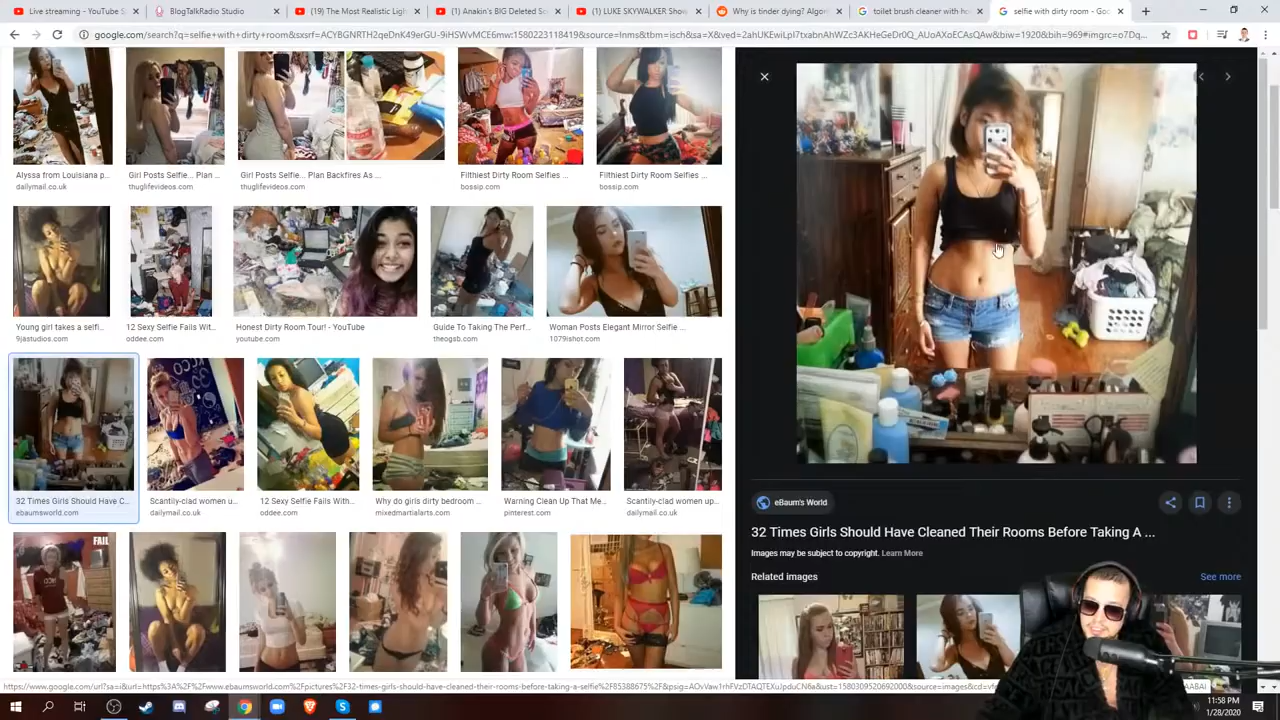 Live streaming - YouTube S
BlogTalkRadio Studio
(19) The Most Realistic Ligh
(1) Anakin's BIG Deleted Sc
(1) LUKE SKYWALKER Sho
Why is tinder dying? Algor
toilet brush cleaner with ho
selfie with dirty room - Goo
Alyssa from Louisiana p...
dailymail.co.uk
Girl Posts Selfie... Plan ...
thuglifevideos.com
Girl Posts Selfie... Plan Backfires As ...
thuglifevideos.com
Filthiest Dirty Room Selfies ...
bossip.com
Filthiest Dirty Room Selfies ...
bossip.com
Young girl takes a selfi...
9jastudios.com
12 Sexy Selfie Fails Wit...
oddee.com
Honest Dirty Room Tour! - YouTube
youtube.com
Guide To Taking The Perf...
theogsb.com
Woman Posts Elegant Mirror Selfie ...
1079ishot.com
32 Times Girls Should Have C...
ebaumsworld.com
Scantily-clad women u...
dailymail.co.uk
12 Sexy Selfie Fails With...
oddee.com
Why do girls dirty bedroom ...
mixedmartialarts.com
Warning Clean Up That Me...
pinterest.com
Scantily-clad women up...
dailymail.co.uk
FAIL
eBaum's World
32 Times Girls Should Have Cleaned Their Rooms Before Taking A ...
Images may be subject to copyright. Learn More
Related images
See more
11:58 PM
1/28/2020